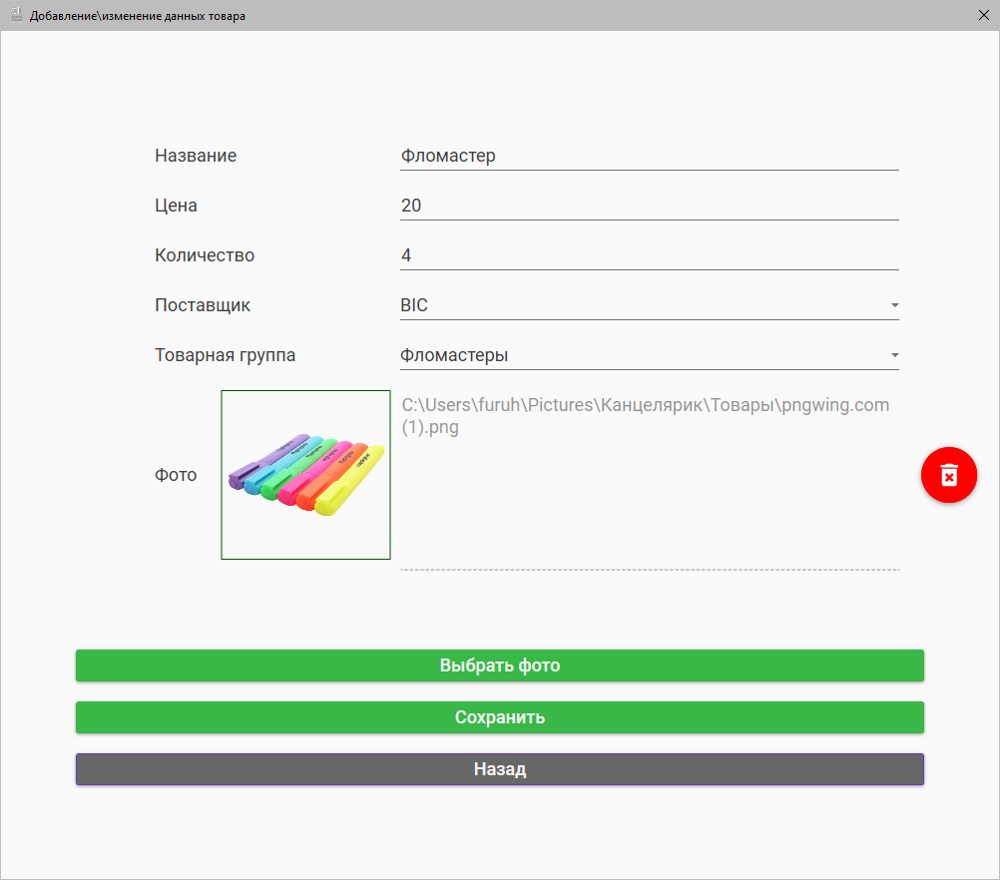 Добавление\изменение данных товара
Название
Фломастер
Цена
20
Количество
4
Поставщик
BIC
Товарная группа
Фломастеры
Фото
C:\Users\furuh\Pictures\Канцелярик\Товары\pngwing.com
(1).png
Выбрать фото
Сохранить
Назад